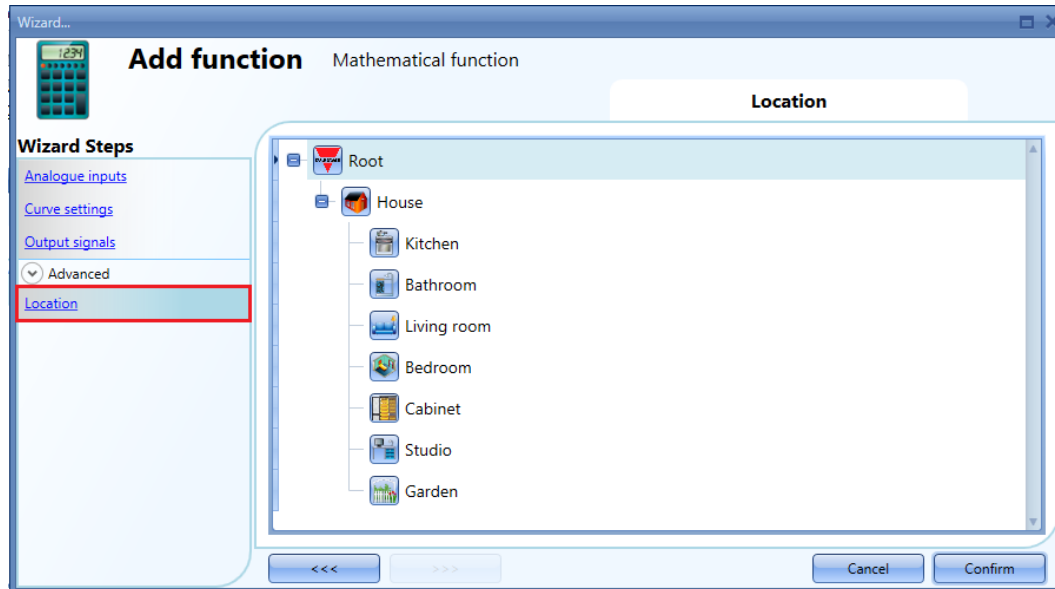 Wizard...
1234
Add function
Mathematical function
Location
Wizard Steps
Analogue inputs
Curve settings
Output signals
Advanced
Location
Root
House
Kitchen
Bathroom
Living room
Bedroom
Cabinet
Studio
Garden
<<<
>>>
Cancel
Confirm